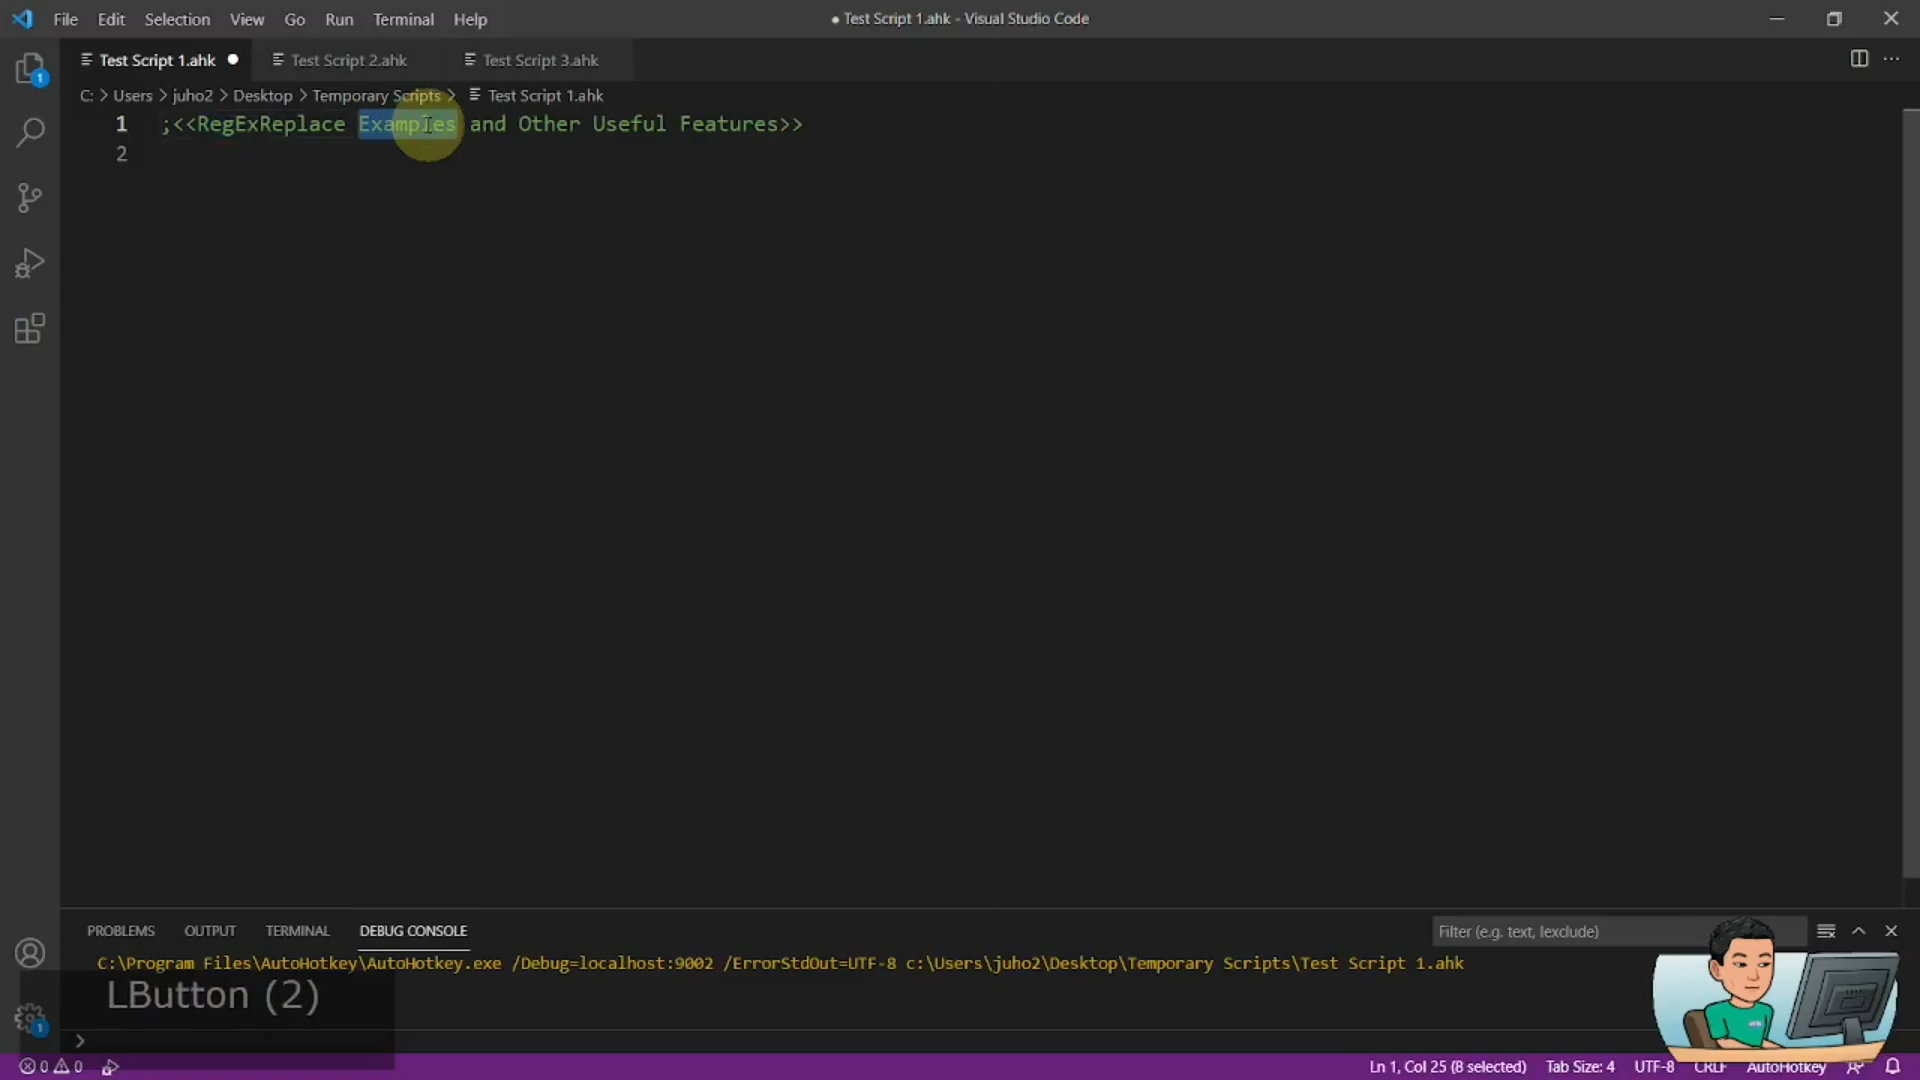 File Edit Selection View Go Run Terminal Help
● Test Script 1.ahk - Visual Studio Code
Test Script 1.ahk
Test Script 2.ahk
Test Script 3.ahk
C: > Users > juho2 > Desktop > Temporary Scripts > Test Script 1.ahk
1 ;<<RegExReplace Examples and Other Useful Features>>
2
PROBLEMS OUTPUT TERMINAL DEBUG CONSOLE
Filter (e.g. text, !exclude)
C:\Program Files\AutoHotkey\AutoHotkey.exe /Debug=localhost:9002 /ErrorStdOut=UTF-8 c:\Users\juho2\Desktop\Temporary Scripts\Test Script 1.ahk
LButton (2)
1
1
0 0
Ln 1, Col 25 (8 selected) Tab Size: 4 UTF-8 CRLF AutoHotkey